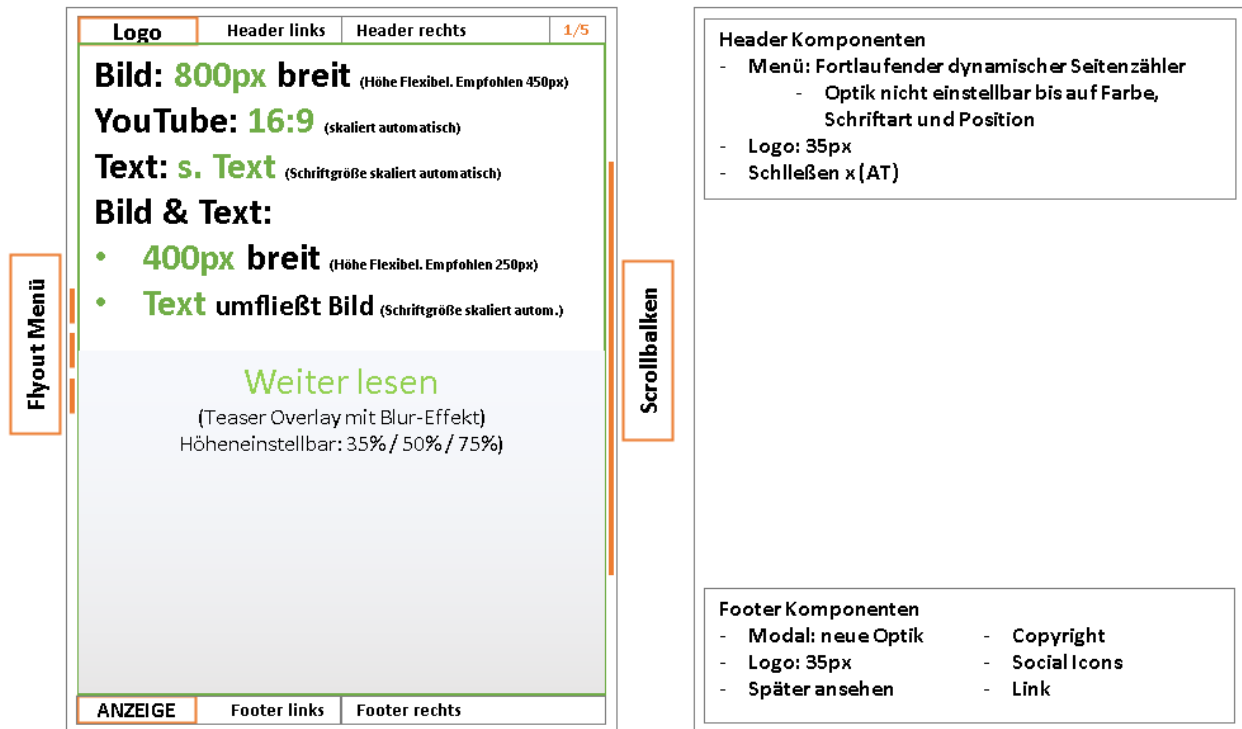 Logo
Header links
Header rechts
1/5
Bild: 800px breit (Höhe Flexibel. Empfohlen 450px)
YouTube: 16:9 (skaliert automatisch)
Text: s. Text (Schriftgröße skaliert automatisch)
Bild & Text:
• 400px breit (Höhe Flexibel. Empfohlen 250px)
• Text umfließt Bild (Schriftgröße skaliert autom.)
Flyout Menü
Scrollbalken
Weiter lesen
(Teaser Overlay mit Blur-Effekt)
Höheneinstellbar: 35% / 50% / 75%)
ANZEIGE
Footer links
Footer rechts
Header Komponenten
- Menü: Fortlaufender dynamischer Seitenzähler
- Optik nicht einstellbar bis auf Farbe,
Schriftart und Position
- Logo: 35px
- Schlleßen x (AT)
Footer Komponenten
- Modal: neue Optik
- Logo: 35px
- Später ansehen
- Copyright
- Social Icons
- Link